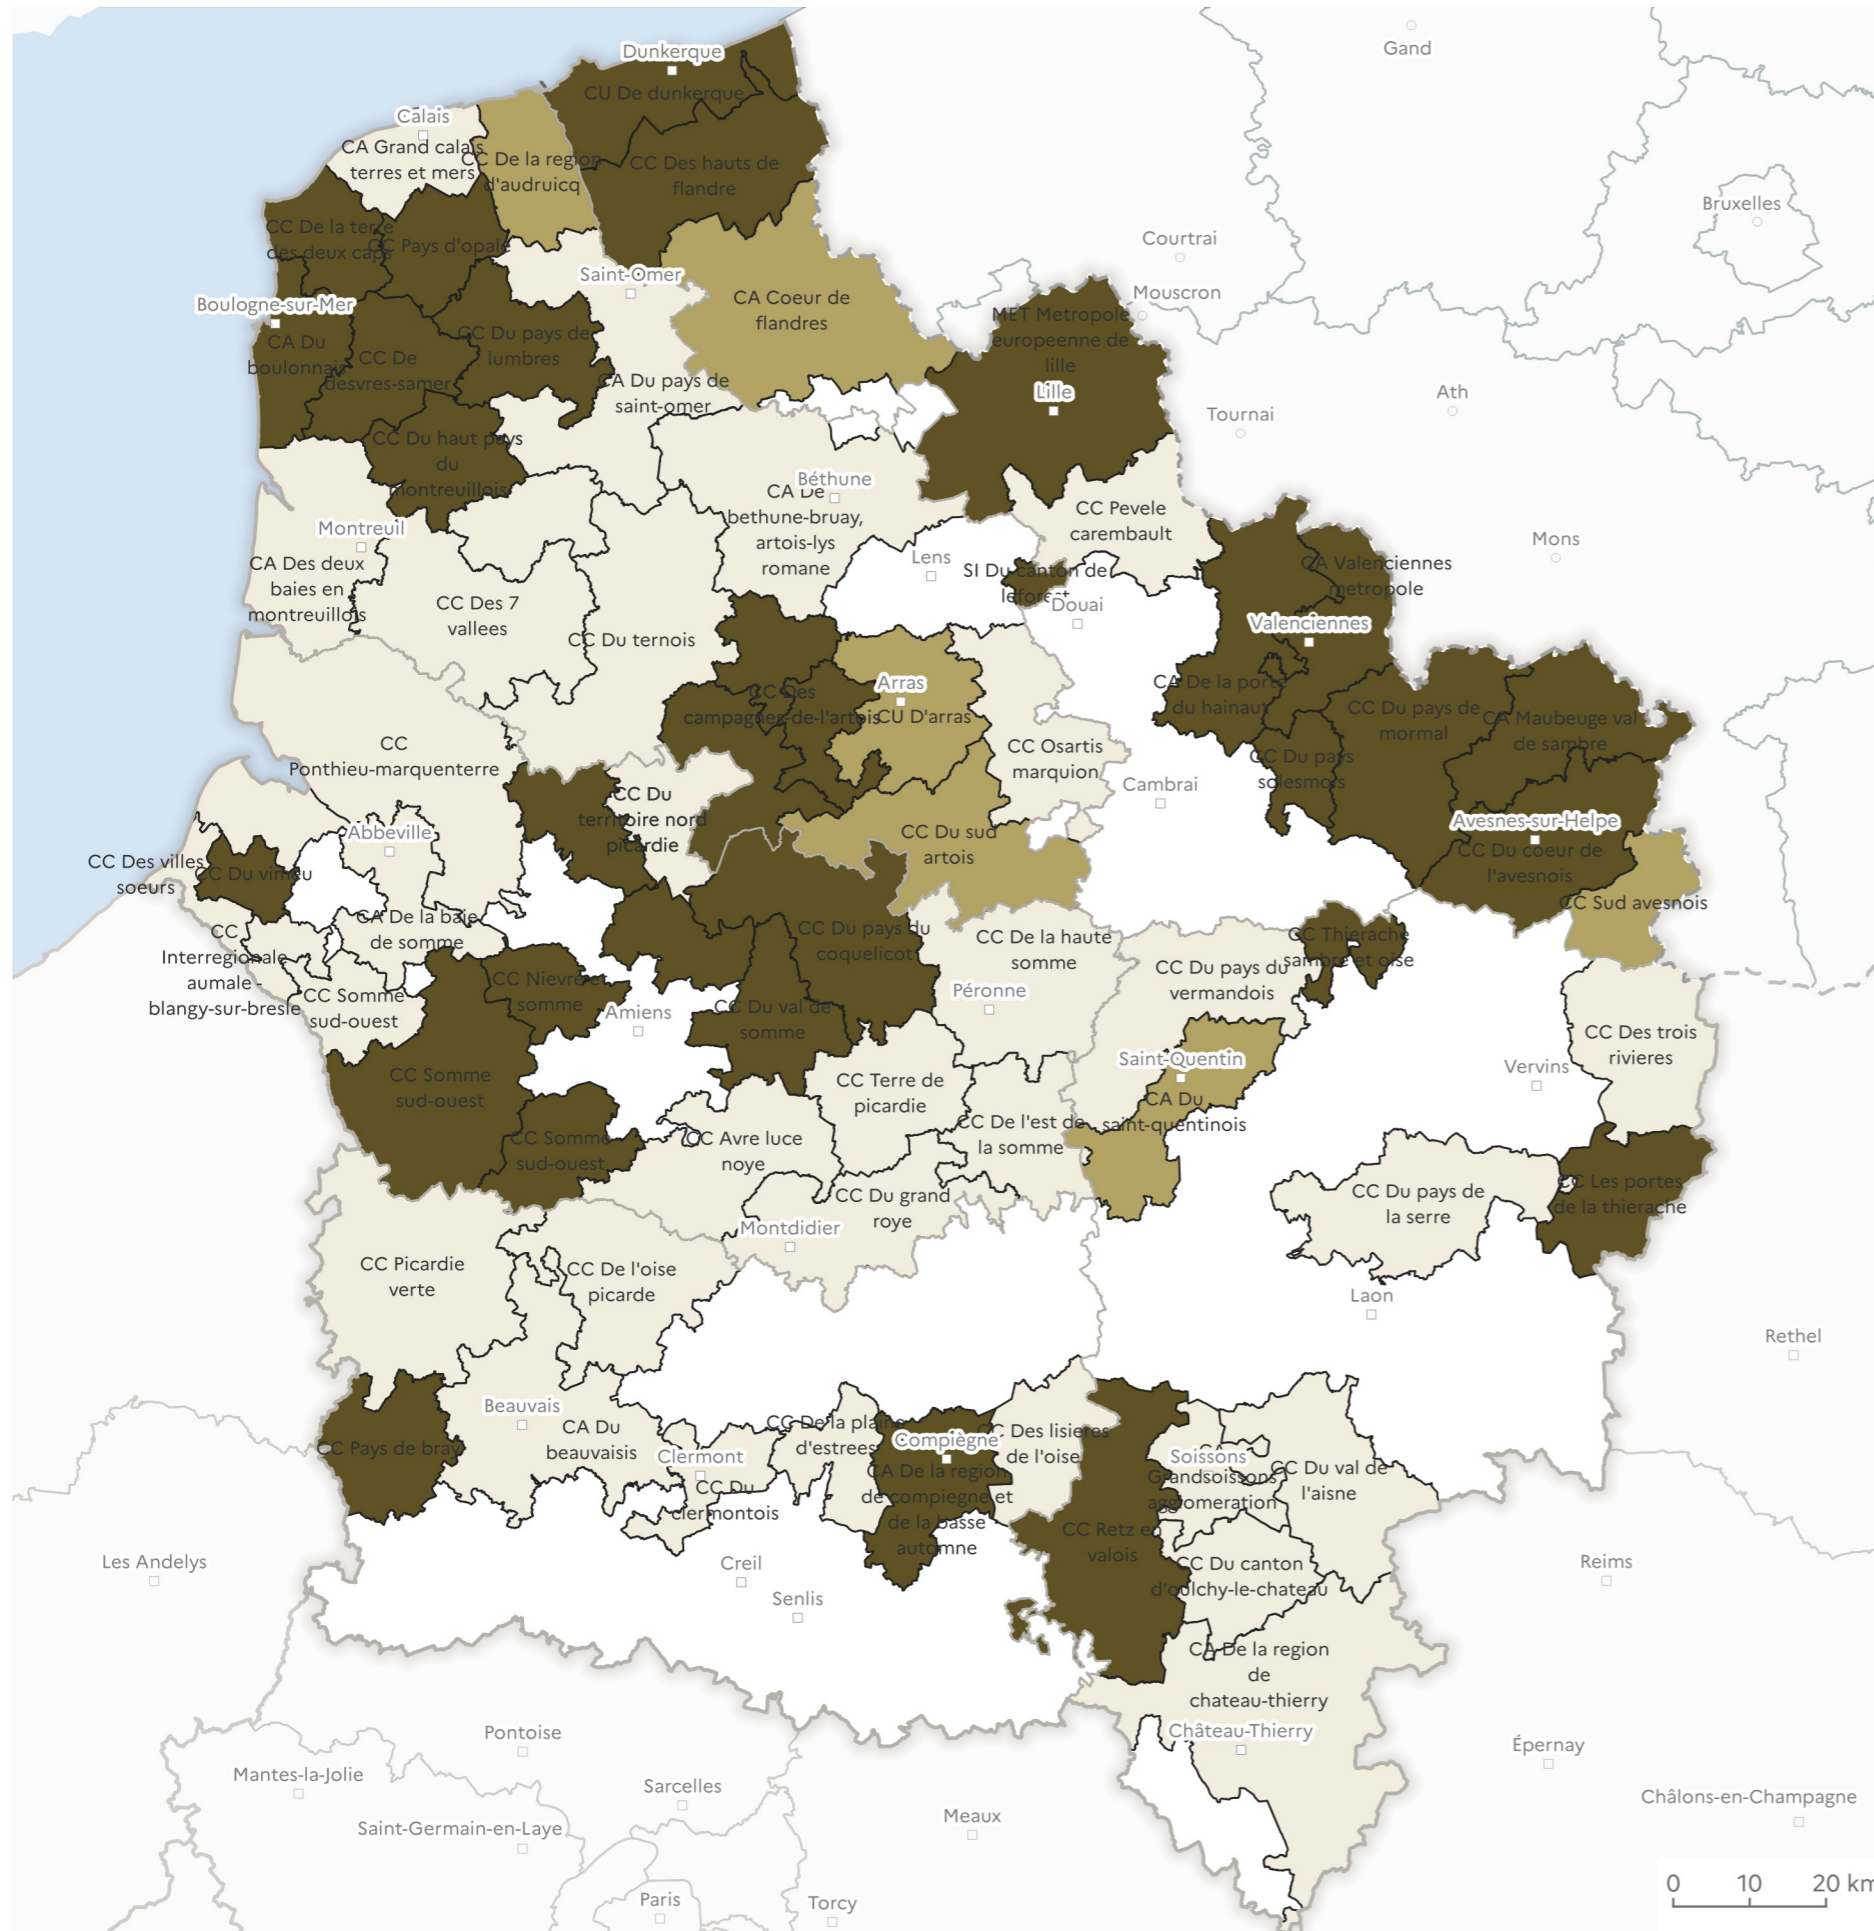 Gand
Dunkerque
CU De dunkerque
Calais
CA Grand calais
terres et mers
CC De la region
d'audruicq
CC Des hauts de
flandre
Bruxelles
CC De la terre
des deux caps
CC Pays d'opale
Courtrai
Saint-Omer
Mouscron
Boulogne-sur-Mer
CA Coeur de
flandres
MET Metropole
europeenne de
lille
Lille
CA Du
boulonnais
CC De
desvres-samer
CC Du pays de
lumbres
CA Du pays de
saint-omer
Ath
Tournai
CC Du haut pays
du
montreuillois
Béthune
CA De
bethune-bruay,
artois-lys
romane
CC Pevele
carembault
Montreuil
Mons
Lens
CA Des deux
baies en
montreuillois
SI Du canton de
leforest
Douai
CA Valenciennes
metropole
Valenciennes
CC Des 7
vallees
CC Du ternois
Arras
CC Des
campagnes-de-l'artois
CU D'arras
CA De la porte
du hainaut
CC Du pays de
mormal
CA Maubeuge val
de sambre
CC
Ponthieu-marquenterre
CC Osartis
marquion
CC Du pays
solesmois
Cambrai
CC Du
territoire nord
picardie
Abbeville
CC Du sud
artois
Avesnes-sur-Helpe
CC Du coeur de
l'avesnois
CC Des villes
soeurs
CC Du vimeu
CC Sud avesnois
CA De la baie
de somme
CC Du pays du
coquelicot
CC De la haute
somme
CC Thierache
sambre et oise
CC
Interregionale
aumale -
blangy-sur-bresle
CC Nievre et
somme
CC Du pays du
vermandois
CC Somme
sud-ouest
Amiens
CC Du val de
somme
Péronne
CC Des trois
rivieres
Saint-Quentin
Vervins
CC Somme
sud-ouest
CC Terre de
picardie
CA Du
saint-quentinois
CC Somme
sud-ouest
CC Avre luce
noye
CC De l'est de
la somme
CC Du grand
roye
CC Du pays de
la serre
CC Les portes
de la thierache
Montdidier
CC Picardie
verte
CC De l'oise
picarde
Laon
Rethel
Beauvais
CA Du
beauvaisis
CC De la plaine
d'estrees
CC Pays de bray
Clermont
Compiègne
CC Des lisieres
de l'oise
Soissons
CA
Grandsoissons
agglomeration
CC Du val de
l'aisne
CC Du
clermontois
CA De la region
de compiegne et
de la basse
automne
CC Retz en
valois
Les Andelys
Creil
CC Du canton
d'oulchy-le-chateau
Reims
Senlis
CA De la region
de
chateau-thierry
Pontoise
Château-Thierry
Épernay
Mantes-la-Jolie
Sarcelles
Châlons-en-Champagne
Saint-Germain-en-Laye
Meaux
Paris
Torcy
0 10 20 km